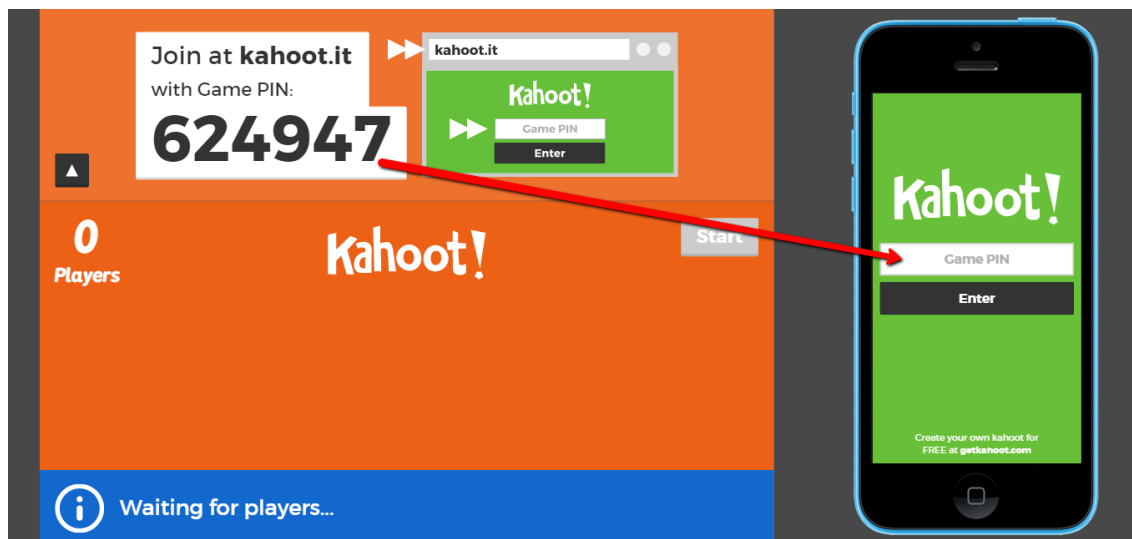 Join at kahoot.it
with Game PIN:
624947
kahoot.it
Kahoot!
Game PIN
Enter
0
Players
Kahoot!
Start
Waiting for players...
Kahoot!
Game PIN
Enter
Create your own kahoot for
FREE at getkahoot.com